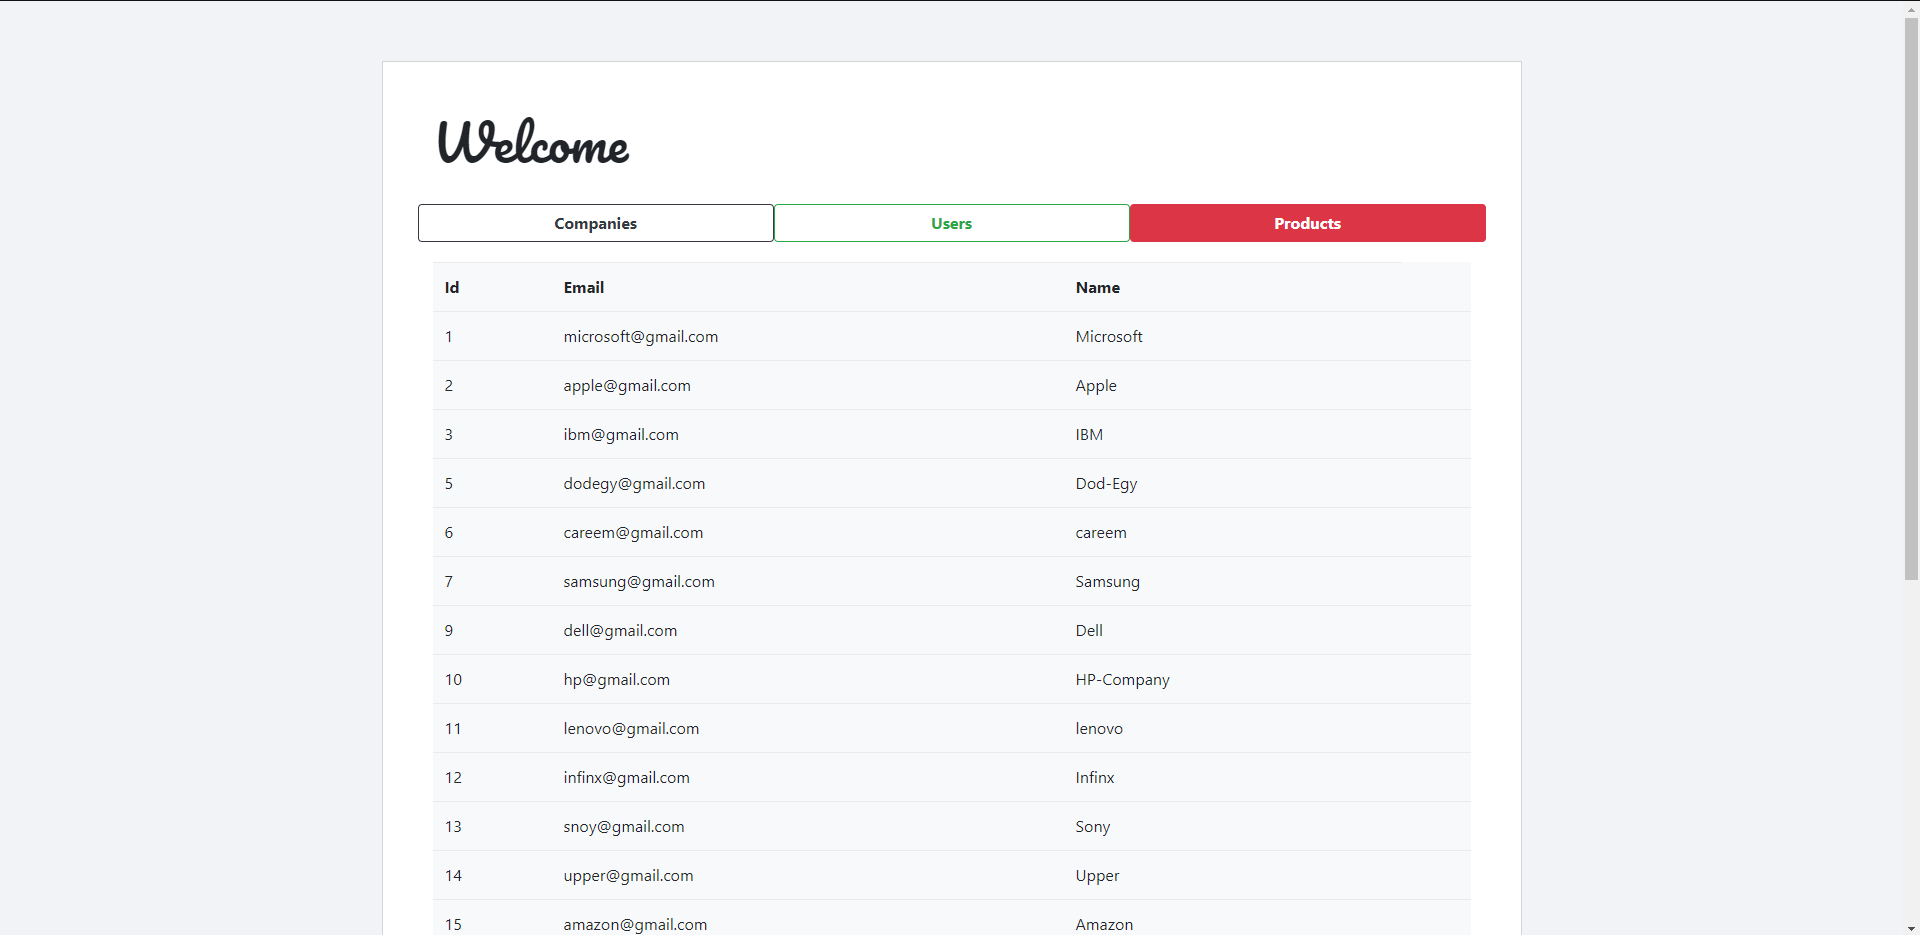 Welcome
Companies Users Products
Id Email Name
1 microsoft@gmail.com Microsoft
2 apple@gmail.com Apple
3 ibm@gmail.com IBM
5 dodegy@gmail.com Dod-Egy
6 careem@gmail.com careem
7 samsung@gmail.com Samsung
9 dell@gmail.com Dell
10 hp@gmail.com HP-Company
11 lenovo@gmail.com lenovo
12 infinx@gmail.com Infinx
13 snoy@gmail.com Sony
14 upper@gmail.com Upper
15 amazon@gmail.com Amazon